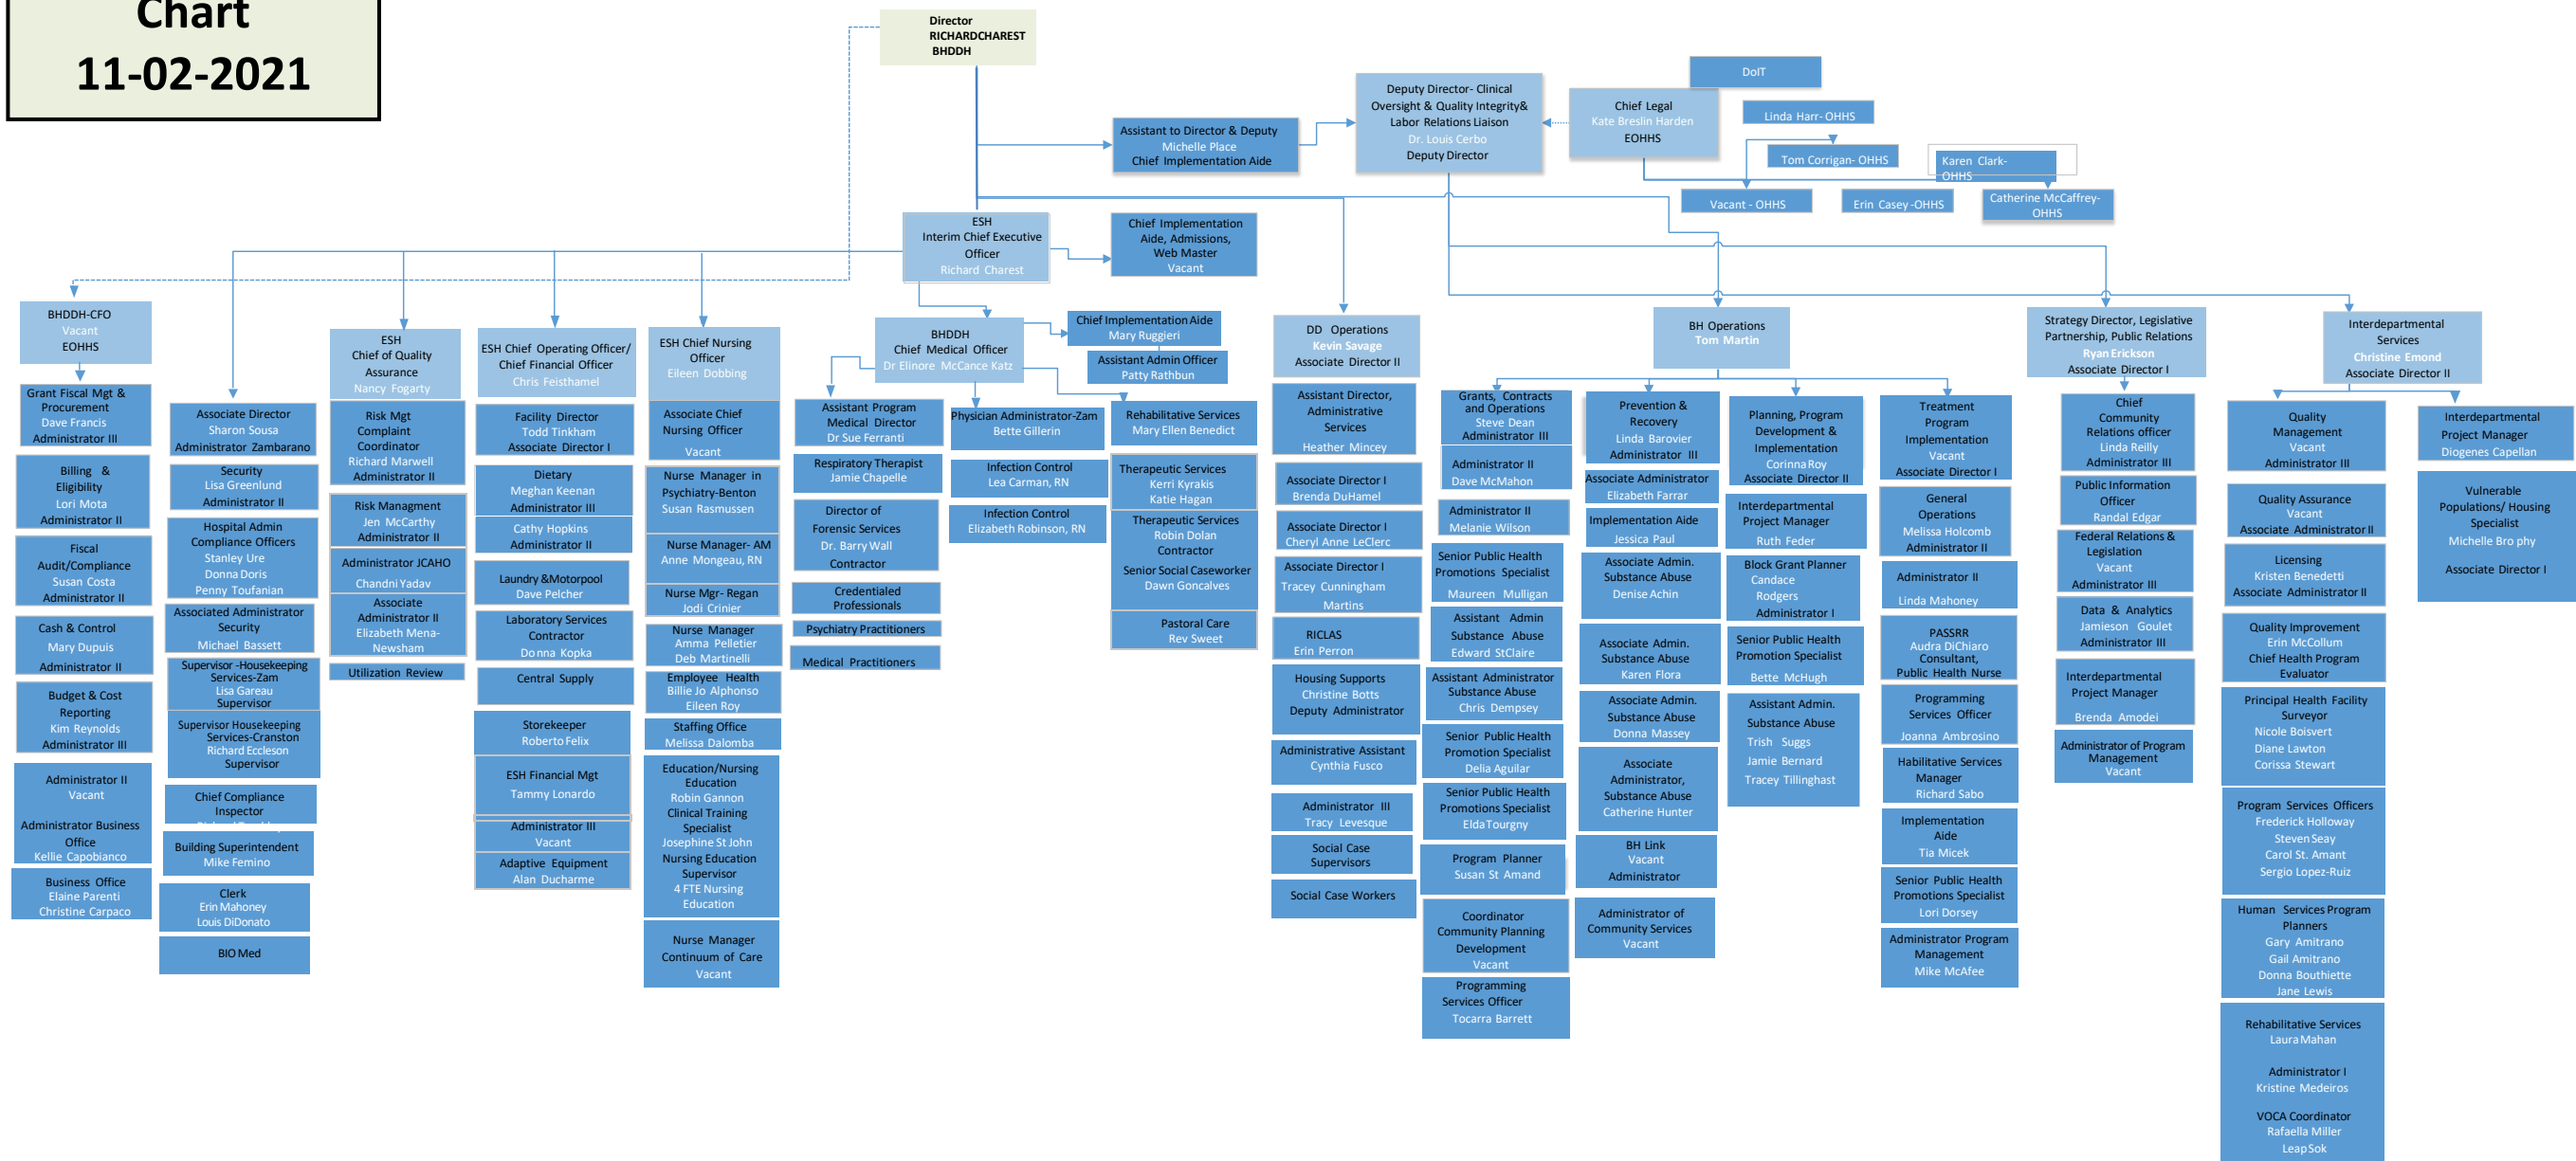 Chart
11-02-2021
Director
RICHARDCHAREST
BHDDH
DoIT
Deputy Director- Clinical
Oversight & Quality Integrity&
Labor Relations Liaison
Dr. Louis Cerbo
Deputy Director
Chief Legal
Kate Breslin Harden
EOHHS
Linda Harr- OHHS
Assistant to Director & Deputy
Michelle Place
Chief Implementation Aide
Tom Corrigan- OHHS
Karen Clark-
OHHS
Vacant - OHHS
Erin Casey -OHHS
Catherine McCaffrey-
OHHS
ESH
Interim Chief Executive
Officer
Richard Charest
Chief Implementation
Aide, Admissions,
Web Master
Vacant
BHDDH-CFO
Vacant
EOHHS
Grant Fiscal Mgt &
Procurement
Dave Francis
Administrator III
Billing &
Eligibility
Lori Mota
Administrator II
Fiscal
Audit/Compliance
Susan Costa
Administrator II
Cash & Control
Mary Dupuis
Administrator II
Budget & Cost
Reporting
Kim Reynolds
Administrator III
Administrator II
Vacant
Administrator Business
Office
Kellie Capobianco
Business Office
Elaine Parenti
Christine Carpaco
Associate Director
Sharon Sousa
Administrator Zambarano
Security
Lisa Greenlund
Administrator II
Hospital Admin
Compliance Officers
Stanley Ure
Donna Doris
Penny Toufanian
Associated Administrator
Security
Michael Bassett
Supervisor -Housekeeping
Services-Zam
Lisa Gareau
Supervisor
Supervisor Housekeeping
Services-Cranston
Richard Eccleson
Supervisor
Chief Compliance
Inspector
Building Superintendent
Mike Femino
Clerk
Erin Mahoney
Louis DiDonato
BIO Med
ESH
Chief of Quality
Assurance
Nancy Fogarty
Risk Mgt
Complaint
Coordinator
Richard Marwell
Administrator II
Risk Managment
Jen McCarthy
Administrator II
Administrator JCAHO
Chandni Yadav
Associate
Administrator II
Elizabeth Mena-
Newsham
Utilization Review
ESH Chief Operating Officer/
Chief Financial Officer
Chris Feisthamel
Facility Director
Todd Tinkham
Associate Director I
Dietary
Meghan Keenan
Administrator III
Cathy Hopkins
Administrator II
Laundry &Motorpool
Dave Pelcher
Laboratory Services
Contractor
Donna Kopka
Central Supply
Storekeeper
Roberto Felix
ESH Financial Mgt
Tammy Lonardo
Administrator III
Vacant
Adaptive Equipment
Alan Ducharme
ESH Chief Nursing
Officer
Eileen Dobbing
Associate Chief
Nursing Officer
Vacant
Nurse Manager in
Psychiatry-Benton
Susan Rasmussen
Nurse Manager- AM
Anne Mongeau, RN
Nurse Mgr- Regan
Jodi Crinier
Nurse Manager
Amma Pelletier
Deb Martinelli
Employee Health
Billie Jo Alphonso
Eileen Roy
Staffing Office
Melissa Dalomba
Education/Nursing
Education
Robin Gannon
Clinical Training
Specialist
Josephine St John
Nursing Education
Supervisor
4 FTE Nursing
Education
Nurse Manager
Continuum of Care
Vacant
BHDDH
Chief Medical Officer
Dr Elinore McCance Katz
Chief Implementation Aide
Mary Ruggieri
Assistant Admin Officer
Patty Rathbun
Assistant Program
Medical Director
Dr Sue Ferranti
Respiratory Therapist
Jamie Chapelle
Director of
Forensic Services
Dr. Barry Wall
Contractor
Credentialed
Professionals
Psychiatry Practitioners
Medical Practitioners
Physician Administrator-Zam
Bette Gillerin
Infection Control
Lea Carman, RN
Infection Control
Elizabeth Robinson, RN
Rehabilitative Services
Mary Ellen Benedict
Therapeutic Services
Kerri Kyrakis
Katie Hagan
Therapeutic Services
Robin Dolan
Contractor
Senior Social Caseworker
Dawn Goncalves
Pastoral Care
Rev Sweet
DD Operations
Kevin Savage
Associate Director II
Assistant Director,
Administrative
Services
Heather Mincey
Associate Director I
Brenda DuHamel
Associate Director I
Cheryl Anne LeClerc
Associate Director I
Tracey Cunningham
Martins
RICLAS
Erin Perron
Housing Supports
Christine Botts
Deputy Administrator
Administrative Assistant
Cynthia Fusco
Administrator III
Tracy Levesque
Social Case
Supervisors
Social Case Workers
BH Operations
Tom Martin
Grants, Contracts
and Operations
Steve Dean
Administrator III
Administrator II
Dave McMahon
Administrator II
Melanie Wilson
Senior Public Health
Promotions Specialist
Maureen Mulligan
Assistant Admin
Substance Abuse
Edward StClaire
Assistant Administrator
Substance Abuse
Chris Dempsey
Senior Public Health
Promotion Specialist
Delia Aguilar
Senior Public Health
Promotions Specialist
EldaTourgny
Program Planner
Susan St Amand
Coordinator
Community Planning
Development
Vacant
Programming
Services Officer
Tocarra Barrett
Prevention &
Recovery
Linda Barovier
Administrator III
Associate Administrator
Elizabeth Farrar
Implementation Aide
Jessica Paul
Associate Admin.
Substance Abuse
Denise Achin
Associate Admin.
Substance Abuse
Karen Flora
Associate Admin.
Substance Abuse
Donna Massey
Associate
Administrator,
Substance Abuse
Catherine Hunter
BH Link
Vacant
Administrator
Administrator of
Community Services
Vacant
Planning, Program
Development &
Implementation
Corinna Roy
Associate Director II
Interdepartmental
Project Manager
Ruth Feder
Block Grant Planner
Candace
Rodgers
Administrator I
Senior Public Health
Promotion Specialist
Bette McHugh
Assistant Admin.
Substance Abuse
Trish Suggs
Jamie Bernard
Tracey Tillinghast
Treatment
Program
Implementation
Vacant
Associate Director I
General
Operations
Melissa Holcomb
Administrator II
Administrator II
Linda Mahoney
PASSRR
Audra DiChiaro
Consultant,
Public Health Nurse
Programming
Services Officer
Joanna Ambrosino
Habilitative Services
Manager
Richard Sabo
Implementation
Aide
Tia Micek
Senior Public Health
Promotions Specialist
Lori Dorsey
Administrator Program
Management
Mike McAfee
Strategy Director, Legislative
Partnership, Public Relations
Ryan Erickson
Associate Director I
Chief
Community
Relations officer
Linda Reilly
Administrator III
Public Information
Officer
Randal Edgar
Federal Relations &
Legislation
Vacant
Administrator III
Data & Analytics
Jamieson Goulet
Administrator III
Interdepartmental
Project Manager
Brenda Amodei
Administrator of Program
Management
Vacant
Interdepartmental
Services
Christine Emond
Associate Director II
Quality
Management
Vacant
Administrator III
Quality Assurance
Vacant
Associate Administrator II
Licensing
Kristen Benedetti
Associate Administrator II
Quality Improvement
Erin McCollum
Chief Health Program
Evaluator
Principal Health Facility
Surveyor
Nicole Boisvert
Diane Lawton
Corissa Stewart
Program Services Officers
Frederick Holloway
Steven Seay
Carol St. Amant
Sergio Lopez-Ruiz
Human Services Program
Planners
Gary Amitrano
Gail Amitrano
Donna Bouthiette
Jane Lewis
Rehabilitative Services
Laura Mahan
Administrator I
Kristine Medeiros
VOCA Coordinator
Rafaella Miller
Leap Sok
Interdepartmental
Project Manager
Diogenes Capellan
Vulnerable
Populations/ Housing
Specialist
Michelle Bro phy
Associate Director I